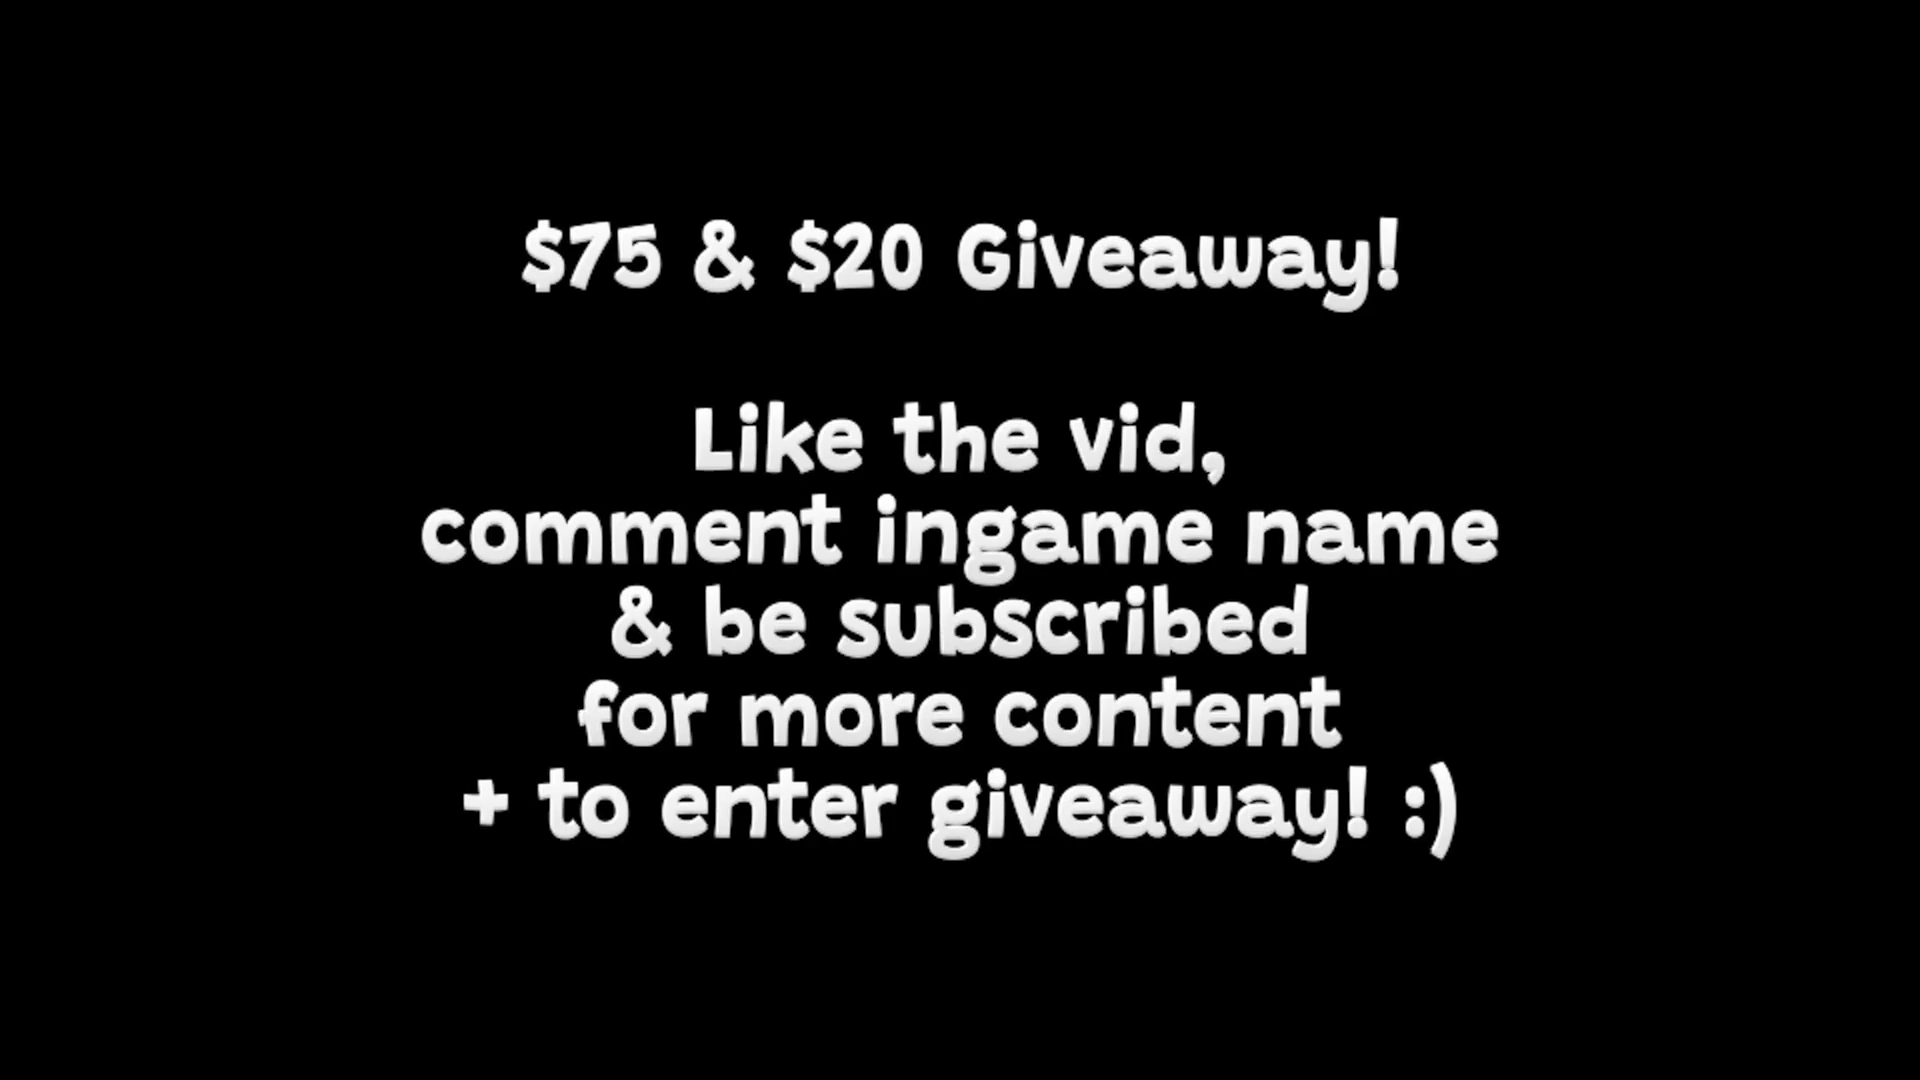 $75 & $20 Giveaway!
Like the vid,
comment ingame name
& be subscribed
for more content
+ to enter giveaway! :)